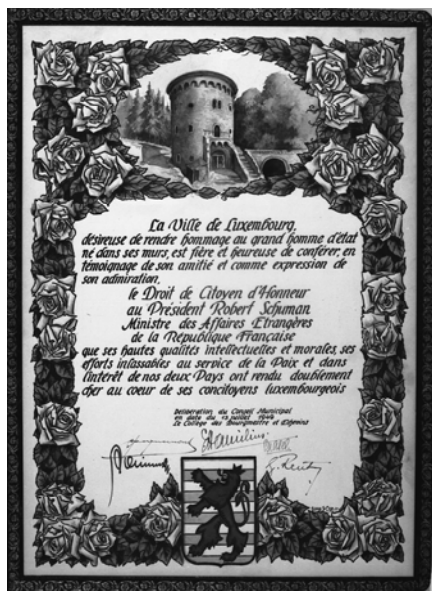 La Ville de Luxembourg,
désireuse de rendre hommage au grand homme d'état
né dans ses murs, est fière et heureuse de conférer, en
témoignage de son amitié et comme expression de
son admiration,
le Droit de Citoyen d'Honneur
au Président Robert Schuman
Ministre des Affaires Etrangères
de la République Française
que ses hautes qualités intellectuelles et morales, ses
efforts inlassables au service de la Paix et dans
l'intérêt de nos deux Pays ont rendu doublement
cher au coeur de ses concitoyens luxembourgeois
Délibération du Conseil Municipal
en date du 13 juillet
Le Collège des Bourgmestre et Echevins